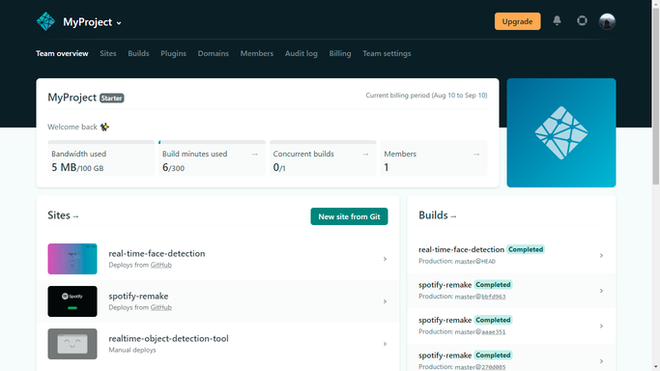 MyProject
Upgrade
Team overview Sites Builds Plugins Domains Members Audit log Billing Team settings
MyProject Starter
Current billing period (Aug 10 to Sep 10)
Welcome back
Bandwidth used
5 MB/100 GB
Build minutes used →
6/300
Concurrent builds →
0/1
Members →
1
Sites →
New site from Git
real-time-face-detection
Deploys from GitHub
Spotify
spotify-remake
Deploys from GitHub
realtime-object-detection-tool
Manual deploys
Builds →
real-time-face-detection Completed
Production: master@HEAD
spotify-remake Completed
Production: master@bbfd963
spotify-remake Completed
Production: master@aaae351
spotify-remake Completed
Production: master@270d005